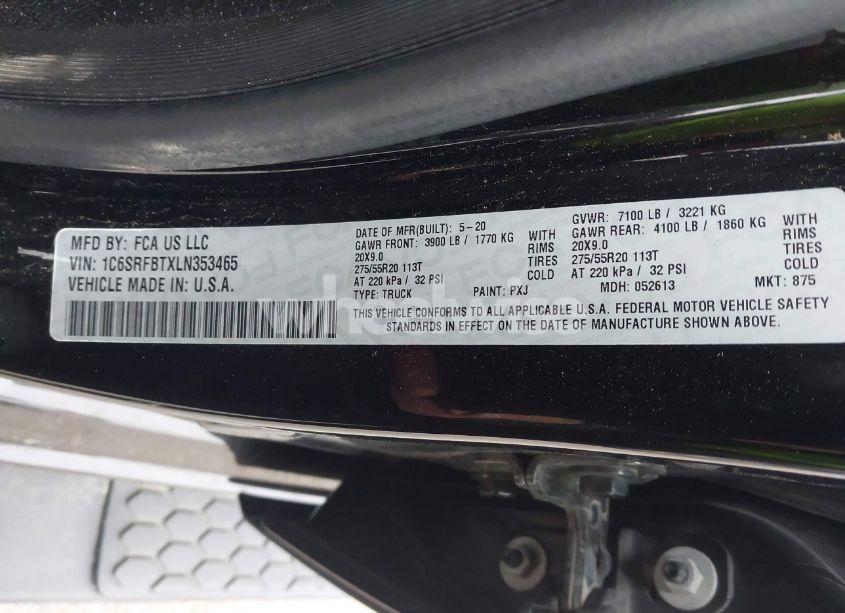 MFD BY: FCA US LLC
VIN: 1C6SRFBTXLN353465
VEHICLE MADE IN: U.S.A.
DATE OF MFR(BUILT): 5-20
GAWR FRONT: 3900 LB / 1770 KG WITH
20X9.0 RIMS
275/55R20 113T TIRES
AT 220 kPa / 32 PSI COLD
TYPE: TRUCK PAINT: PXJ
GVWR: 7100 LB / 3221 KG
GAWR REAR: 4100 LB / 1860 KG WITH
20X9.0 RIMS
275/55R20 113T TIRES
AT 220 kPa / 32 PSI COLD
MDH: 052613 MKT: 875
THIS VEHICLE CONFORMS TO ALL APPLICABLE U.S.A. FEDERAL MOTOR VEHICLE SAFETY
STANDARDS IN EFFECT ON THE DATE OF MANUFACTURE SHOWN ABOVE.